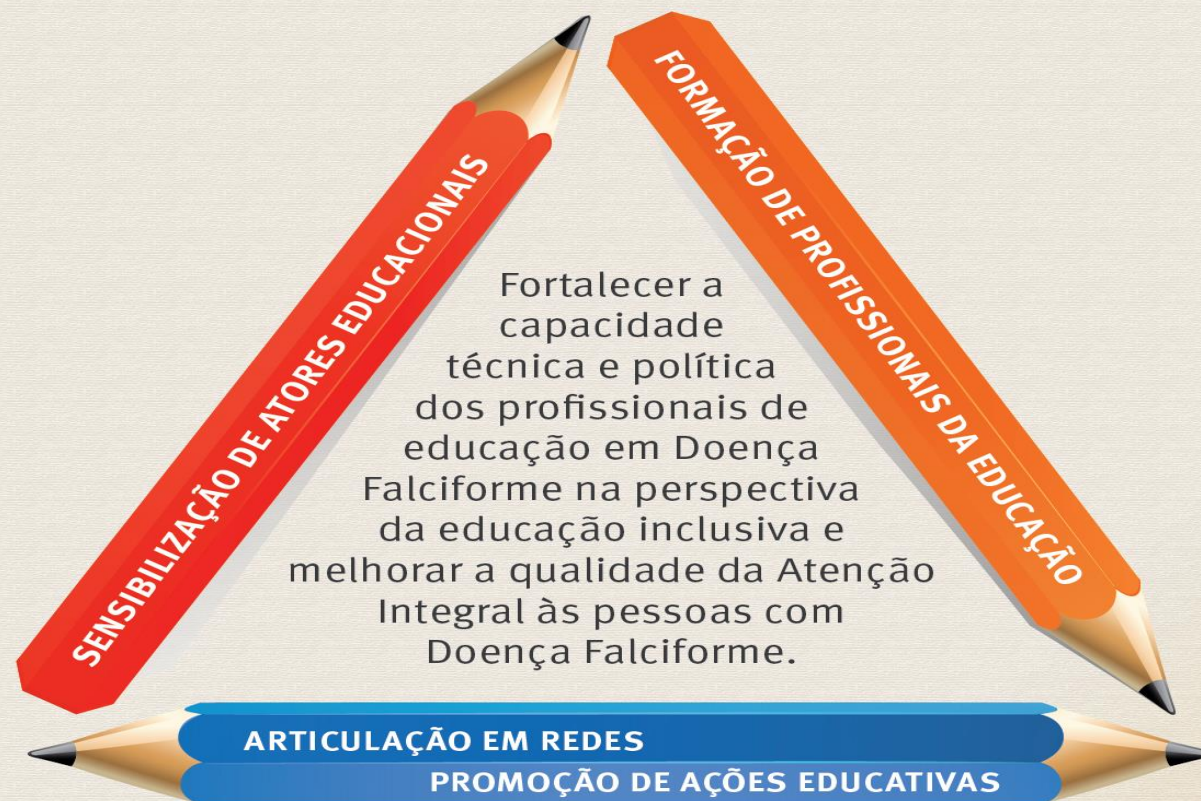 SENSIBILIZAÇÃO DE ATORES EDUCACIONAIS
FORMAÇÃO DE PROFISSIONAIS DA EDUCAÇÃO
Fortalecer a
capacidade
técnica e política
dos profissionais de
educação em Doença
Falciforme na perspectiva
da educação inclusiva e
melhorar a qualidade da Atenção
Integral às pessoas com
Doença Falciforme.
ARTICULAÇÃO EM REDES
PROMOÇÃO DE AÇÕES EDUCATIVAS